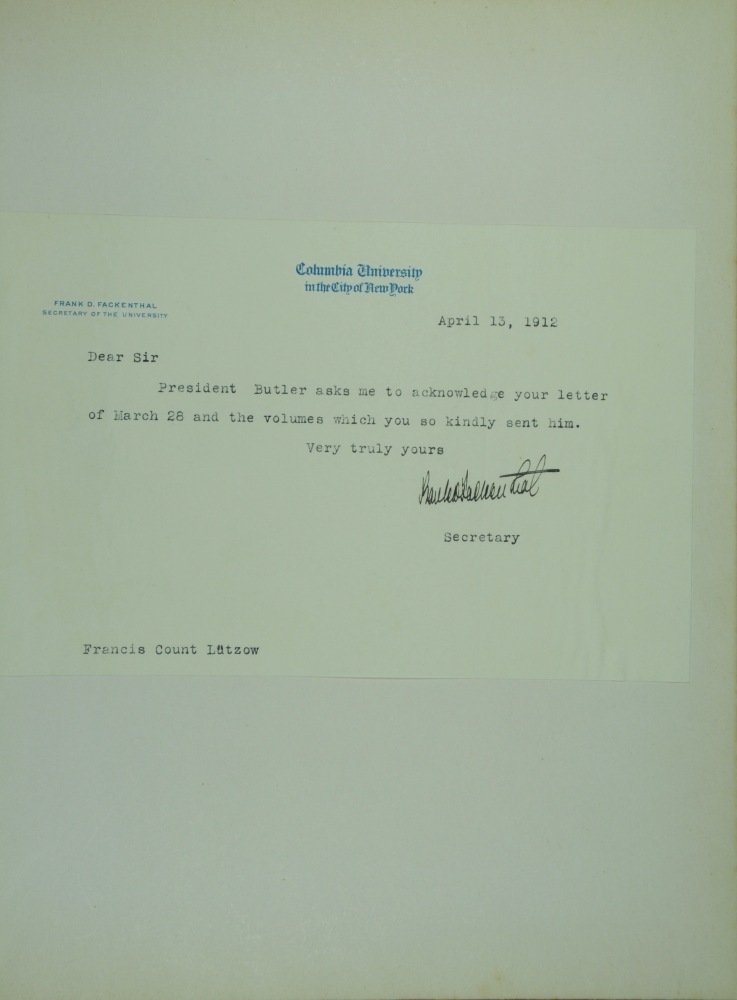 Columbia University
in the City of New York
FRANK D. FACKENTHAL
SECRETARY OF THE UNIVERSITY
April 13, 1912
Dear Sir
President Butler asks me to acknowledge your letter
of March 28 and the volumes which you so kindly sent him.
Very truly yours
Frank D Fackenthal
Secretary
Francis Count Lützow